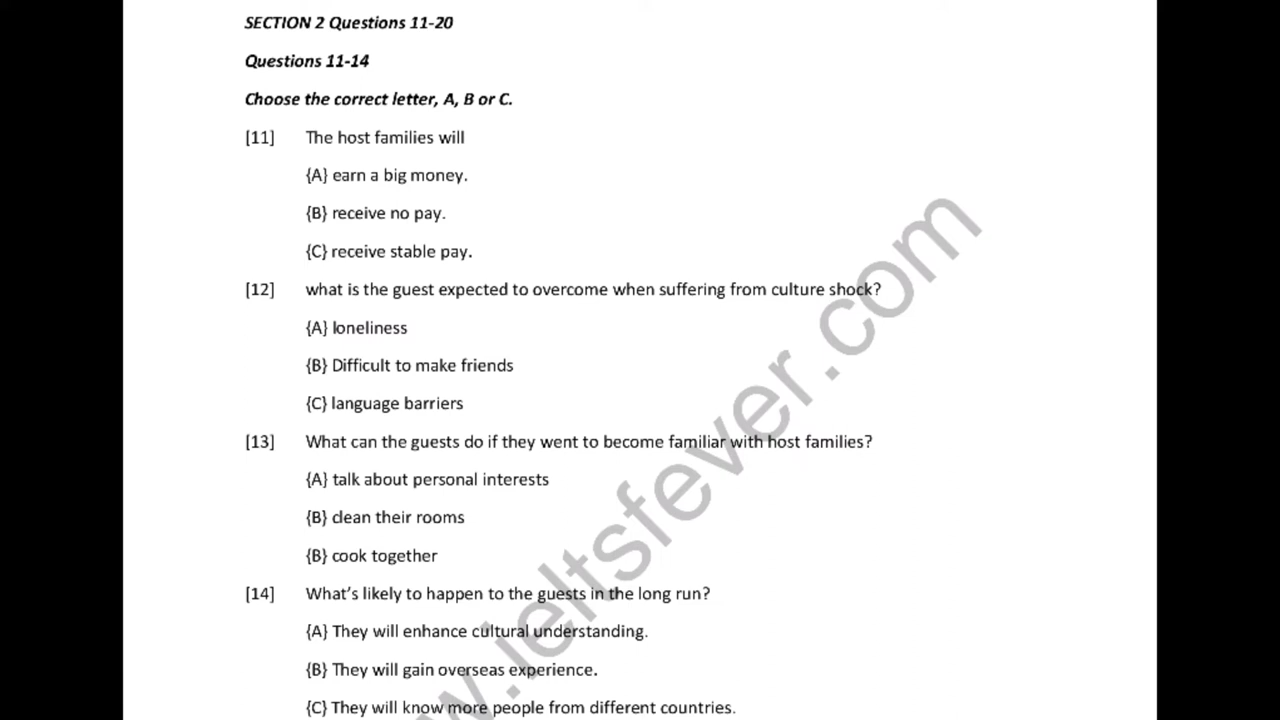 SECTION 2 Questions 11-20
Questions 11-14
Choose the correct letter, A, B or C.
[11] The host families will
{A} earn a big money.
{B} receive no pay.
{C} receive stable pay.
[12] what is the guest expected to overcome when suffering from culture shock?
{A} loneliness
{B} Difficult to make friends
{C} language barriers
[13] What can the guests do if they went to become familiar with host families?
{A} talk about personal interests
{B} clean their rooms
{B} cook together
[14] What's likely to happen to the guests in the long run?
{A} They will enhance cultural understanding.
{B} They will gain overseas experience.
{C} They will know more people from different countries.
www.ieltsfever.com